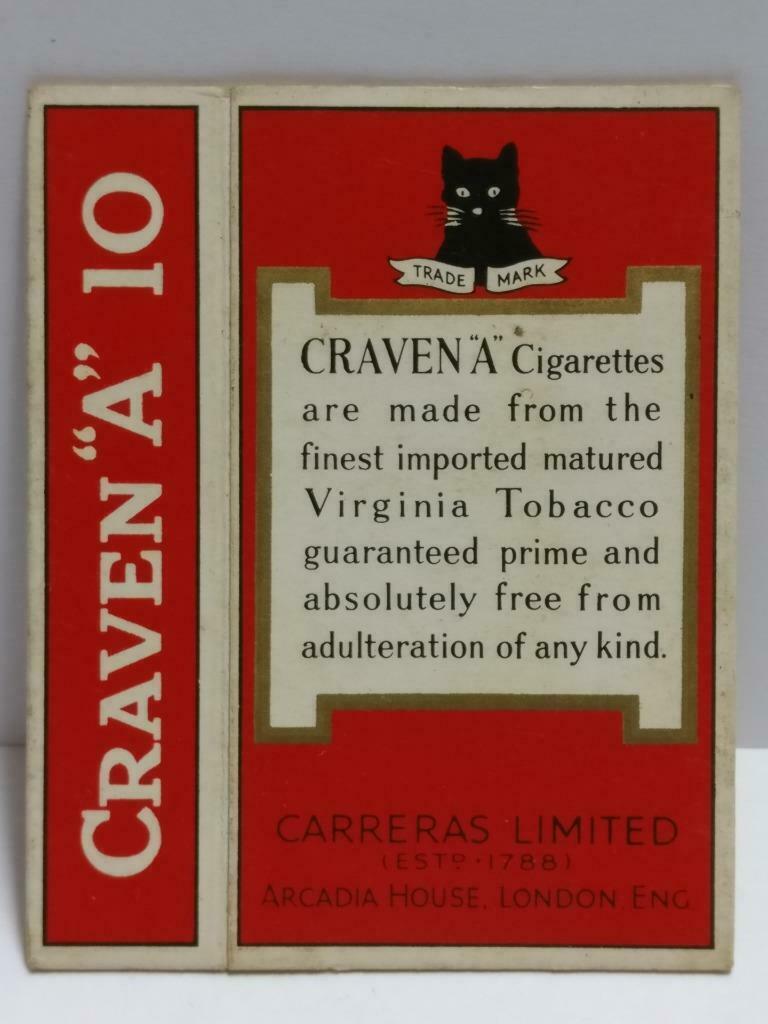 CRAVEN "A" 10
TRADE MARK
CRAVEN "A" Cigarettes
are made from the
finest imported matured
Virginia Tobacco
guaranteed prime and
absolutely free from
adulteration of any kind.
CARRERAS LIMITED
(ESTD · 1788)
ARCADIA HOUSE, LONDON, ENG